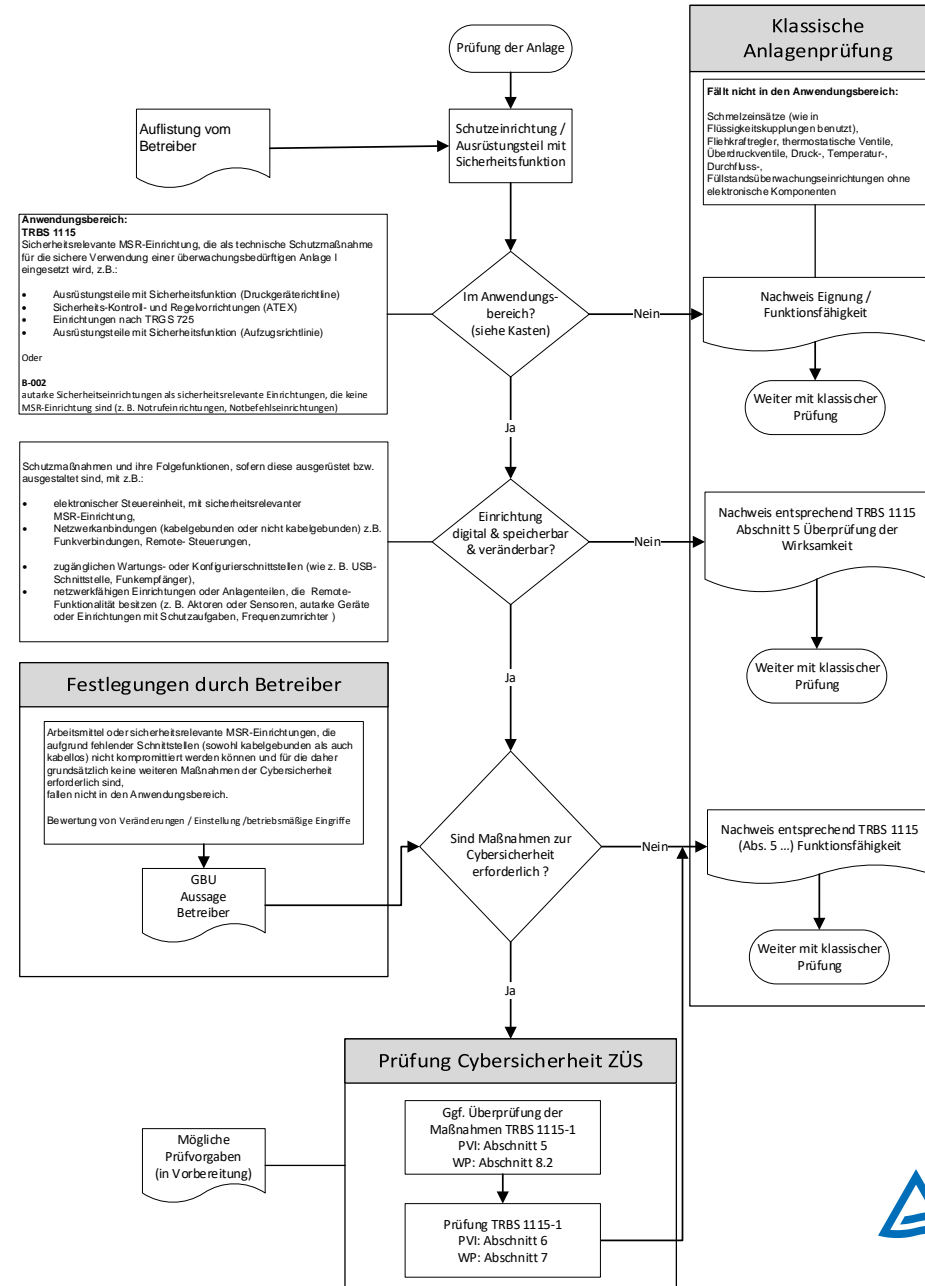 Prüfung der Anlage
Klassische
Anlagenprüfung
Fällt nicht in den Anwendungsbereich:
Schmelzeinsätze (wie in
Flüssigkeitskupplungen benutzt),
Fliehkraftregler, thermostatische Ventile,
Überdruckventile, Druck-, Temperatur-,
Durchfluss-,
Füllstandsüberwachungseinrichtungen ohne
elektronische Komponenten
Auflistung vom
Betreiber
Schutzeinrichtung /
Ausrüstungsteil mit
Sicherheitsfunktion
Anwendungsbereich:
TRBS 1115
Sicherheitsrelevante MSR-Einrichtung, die als technische Schutzmaßnahme
für die sichere Verwendung einer überwachungsbedürftigen Anlage I
eingesetzt wird, z.B.:
• Ausrüstungsteile mit Sicherheitsfunktion (Druckgeräterichtline)
• Sicherheits-Kontroll- und Regelvorrichtungen (ATEX)
• Einrichtungen nach TRGS 725
• Ausrüstungsteile mit Sicherheitsfunktion (Aufzugsrichtlinie)
Oder
B-002
autarke Sicherheitseinrichtungen als sicherheitsrelevante Einrichtungen, die keine
MSR-Einrichtung sind (z. B. Notrufeinrichtungen, Notbefehlseinrichtungen)
Im Anwendungs-
bereich?
(siehe Kasten)
Nein
Nachweis Eignung /
Funktionsfähigkeit
Weiter mit klassischer
Prüfung
Ja
Schutzmaßnahmen und ihre Folgefunktionen, sofern diese ausgerüstet bzw.
ausgestaltet sind, mit z.B.:
• elektronischer Steuereinheit, mit sicherheitsrelevanter
MSR-Einrichtung,
• Netzwerkanbindungen (kabelgebunden oder nicht kabelgebunden) z.B.
Funkverbindungen, Remote- Steuerungen,
• zugänglichen Wartungs- oder Konfigurierschnittstellen (wie z. B. USB-
Schnittstelle, Funkempfänger),
• netzwerkfähigen Einrichtungen oder Anlagenteilen, die Remote-
Funktionalität besitzen (z. B. Aktoren oder Sensoren, autarke Geräte
oder Einrichtungen mit Schutzaufgaben, Frequenzumrichter )
Einrichtung
digital & speicherbar
& veränderbar?
Nein
Nachweis entsprechend TRBS 1115
Abschnitt 5 Überprüfung der
Wirksamkeit
Weiter mit klassischer
Prüfung
Ja
Festlegungen durch Betreiber
Arbeitsmittel oder sicherheitsrelevante MSR-Einrichtungen, die
aufgrund fehlender Schnittstellen (sowohl kabelgebunden als auch
kabellos) nicht kompromittiert werden können und für die daher
grundsätzlich keine weiteren Maßnahmen der Cybersicherheit
erforderlich sind,
fallen nicht in den Anwendungsbereich.
Bewertung von Veränderungen / Einstellung /betriebsmäßige Eingriffe
GBU
Aussage
Betreiber
Sind Maßnahmen zur
Cybersicherheit
erforderlich ?
Nein
Nachweis entsprechend TRBS 1115
(Abs. 5 ...) Funktionsfähigkeit
Weiter mit klassischer
Prüfung
Ja
Prüfung Cybersicherheit ZÜS
Mögliche
Prüfvorgaben
(in Vorbereitung)
Ggf. Überprüfung der
Maßnahmen TRBS 1115-1
PVI: Abschnitt 5
WP: Abschnitt 8.2
Prüfung TRBS 1115-1
PVI: Abschnitt 6
WP: Abschnitt 7